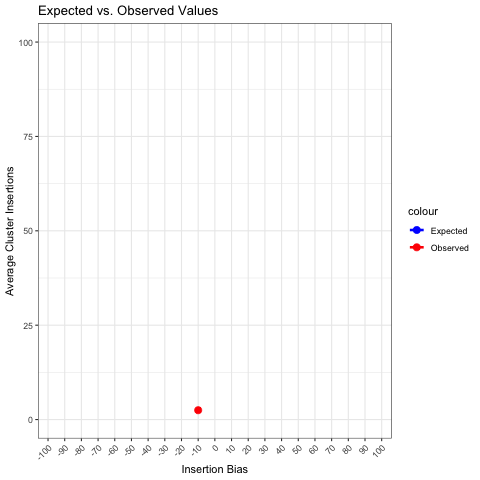 Expected vs. Observed Values
100
75
50
25
0
Average Cluster Insertions
-100 -90 -80 -70 -60 -50 -40 -30 -20 -10 0 10 20 30 40 50 60 70 80 90 100
Insertion Bias
colour
Expected
Observed